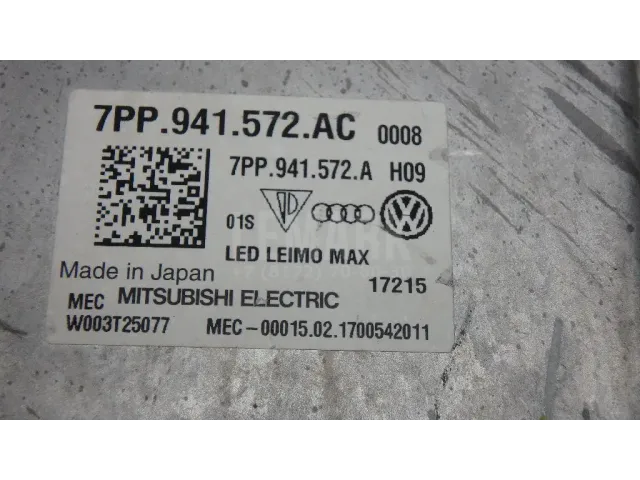 7PP.941.572.AC 0008
7PP.941.572.A H09
01S
LED LEIMO MAX
Made in Japan 17215
MEC MITSUBISHI ELECTRIC
W003T25077 MEC-00015.02.1700542011